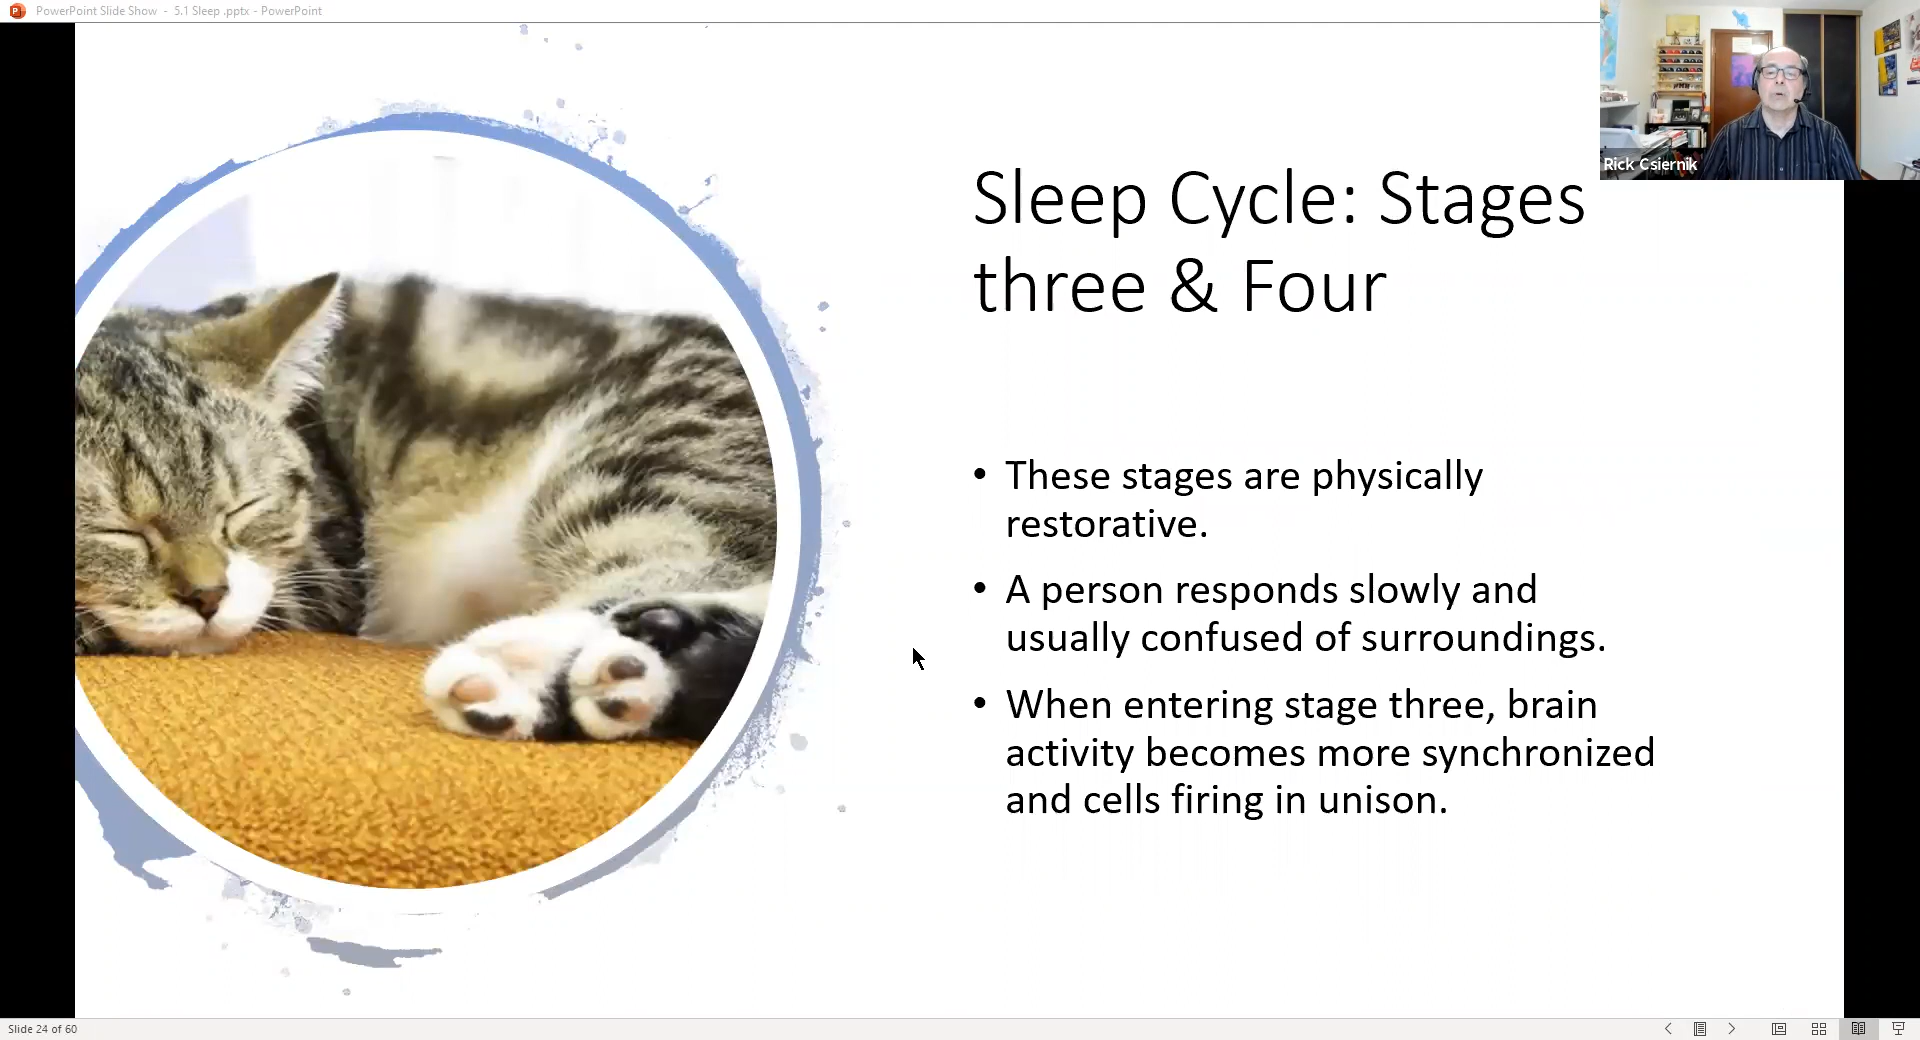 PowerPoint Slide Show - 5.1 Sleep .pptx - PowerPoint
Rick Csiernik
Sleep Cycle: Stages
three & Four
• These stages are physically
restorative.
• A person responds slowly and
usually confused of surroundings.
• When entering stage three, brain
activity becomes more synchronized
and cells firing in unison.
Slide 24 of 60